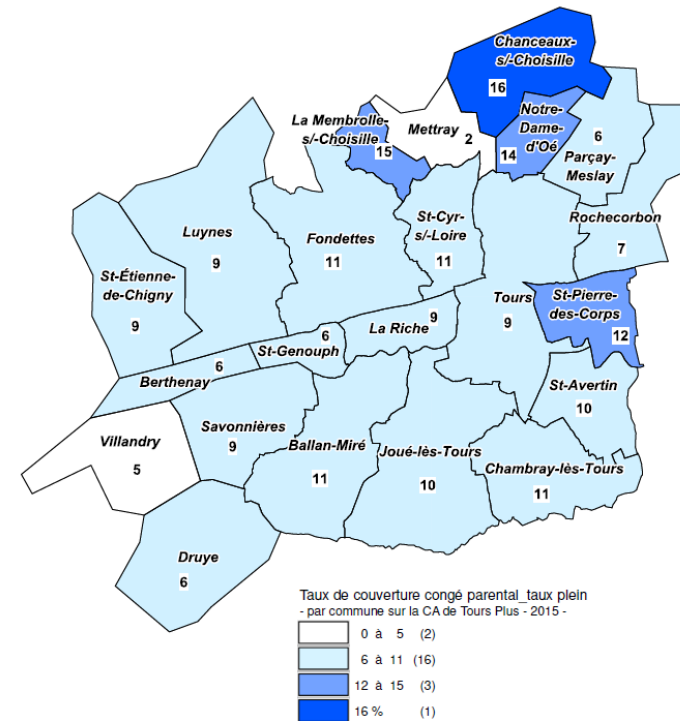 Chanceaux-
s/-Choisille
16
La Membrolle-
s/-Choisille
15
Mettray
2
Notre-
Dame-
d'Oé
14
6
Parçay-
Meslay
Rochecorbon
7
Luynes
9
Fondettes
11
St-Cyr-
s/-Loire
11
St-Étienne-
de-Chigny
9
Tours
9
St-Pierre-
des-Corps
12
La Riche
9
St-Genouph
6
Berthenay
6
St-Avertin
10
Villandry
5
Savonnières
9
Ballan-Miré
11
Joué-lès-Tours
10
Chambray-lès-Tours
11
Druye
6
Taux de couverture congé parental_taux plein
- par commune sur la CA de Tours Plus - 2015 -
0 à 5 (2)
6 à 11 (16)
12 à 15 (3)
16 % (1)